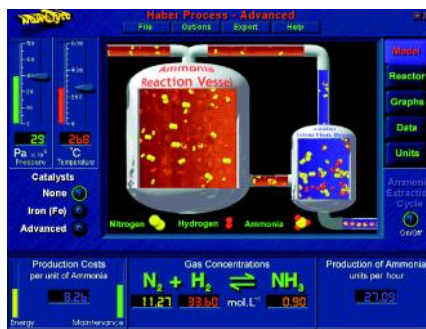 Haber Process - Advanced
File Options Export Help
Ammonia
Reaction Vessel
Model
Reactor
Graphs
Data
Units
29 268
Pa °C
Pressure Temperature
Catalysts
None
Iron (Fe)
Advanced
Nitrogen Hydrogen Ammonia
Ammonia
Extraction
Cycle
On/Off
Production Costs
per unit of Ammonia
8.26
Energy Maintenance
Gas Concentrations
N2 + H2 ⇌ NH3
11.27 33.60 mol.L⁻¹ 0.90
Production of Ammonia
units per hour
27.09